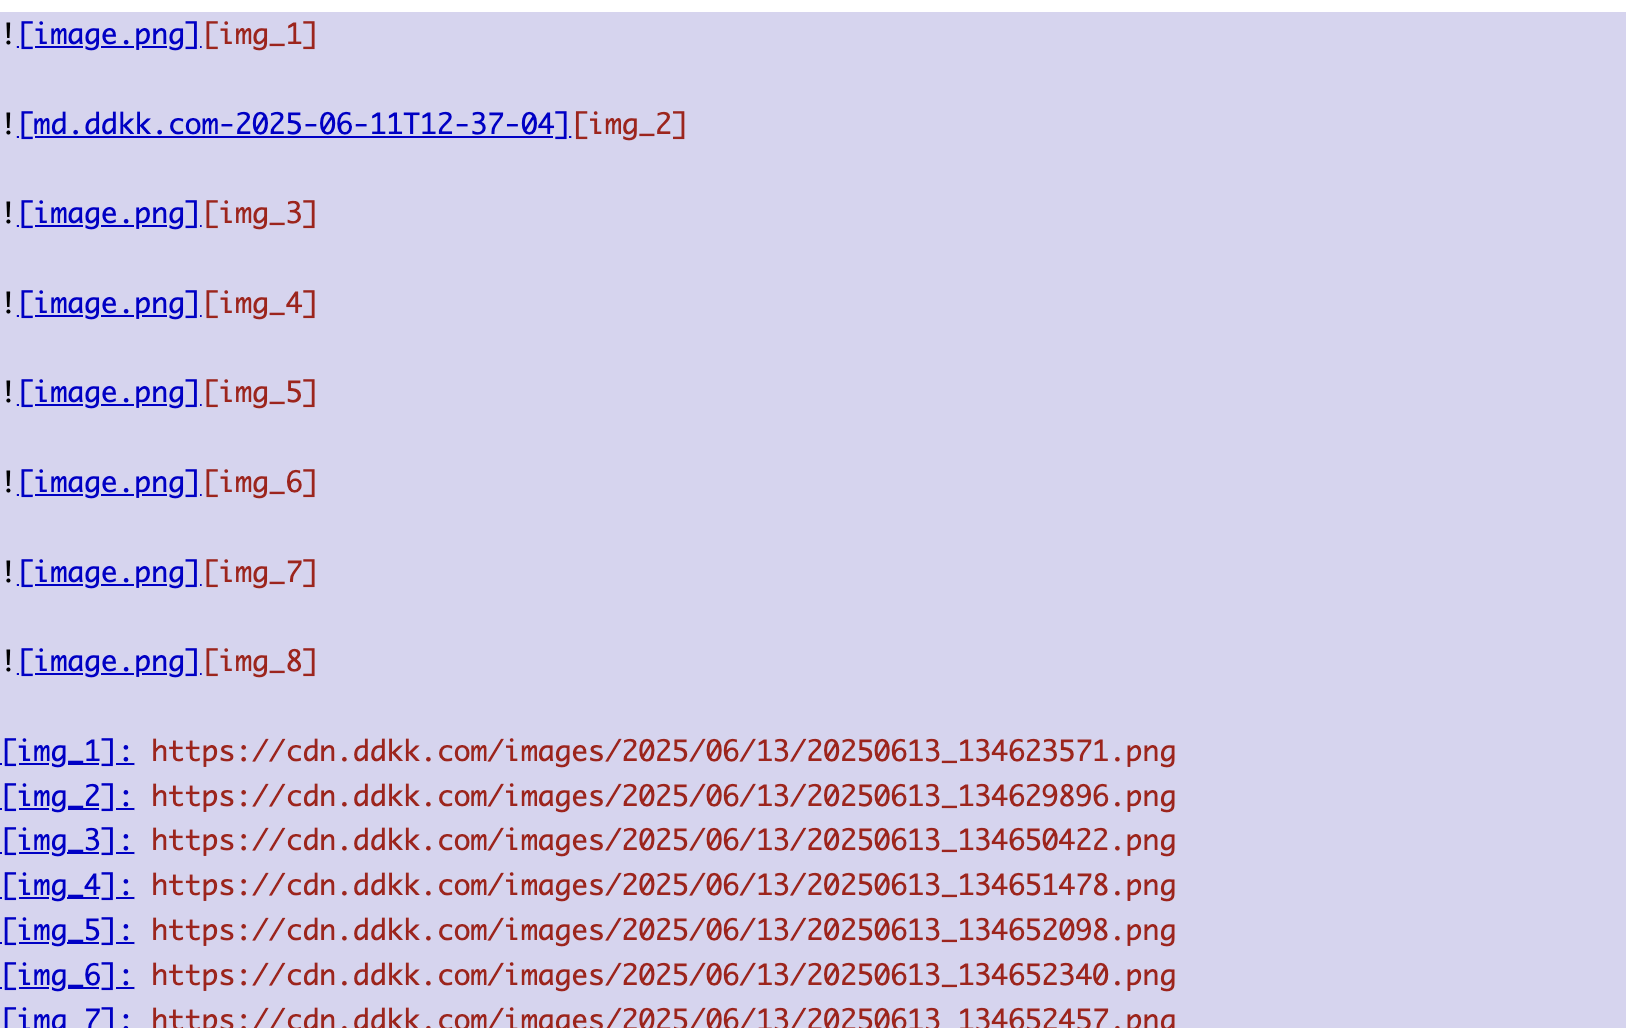 ![image.png][img_1]
![md.ddkk.com-2025-06-11T12-37-04][img_2]
![image.png][img_3]
![image.png][img_4]
![image.png][img_5]
![image.png][img_6]
![image.png][img_7]
![image.png][img_8]
[img_1]: https://cdn.ddkk.com/images/2025/06/13/20250613_134623571.png
[img_2]: https://cdn.ddkk.com/images/2025/06/13/20250613_134629896.png
[img_3]: https://cdn.ddkk.com/images/2025/06/13/20250613_134650422.png
[img_4]: https://cdn.ddkk.com/images/2025/06/13/20250613_134651478.png
[img_5]: https://cdn.ddkk.com/images/2025/06/13/20250613_134652098.png
[img_6]: https://cdn.ddkk.com/images/2025/06/13/20250613_134652340.png
[img_7]: https://cdn.ddkk.com/images/2025/06/13/20250613_134652457.png